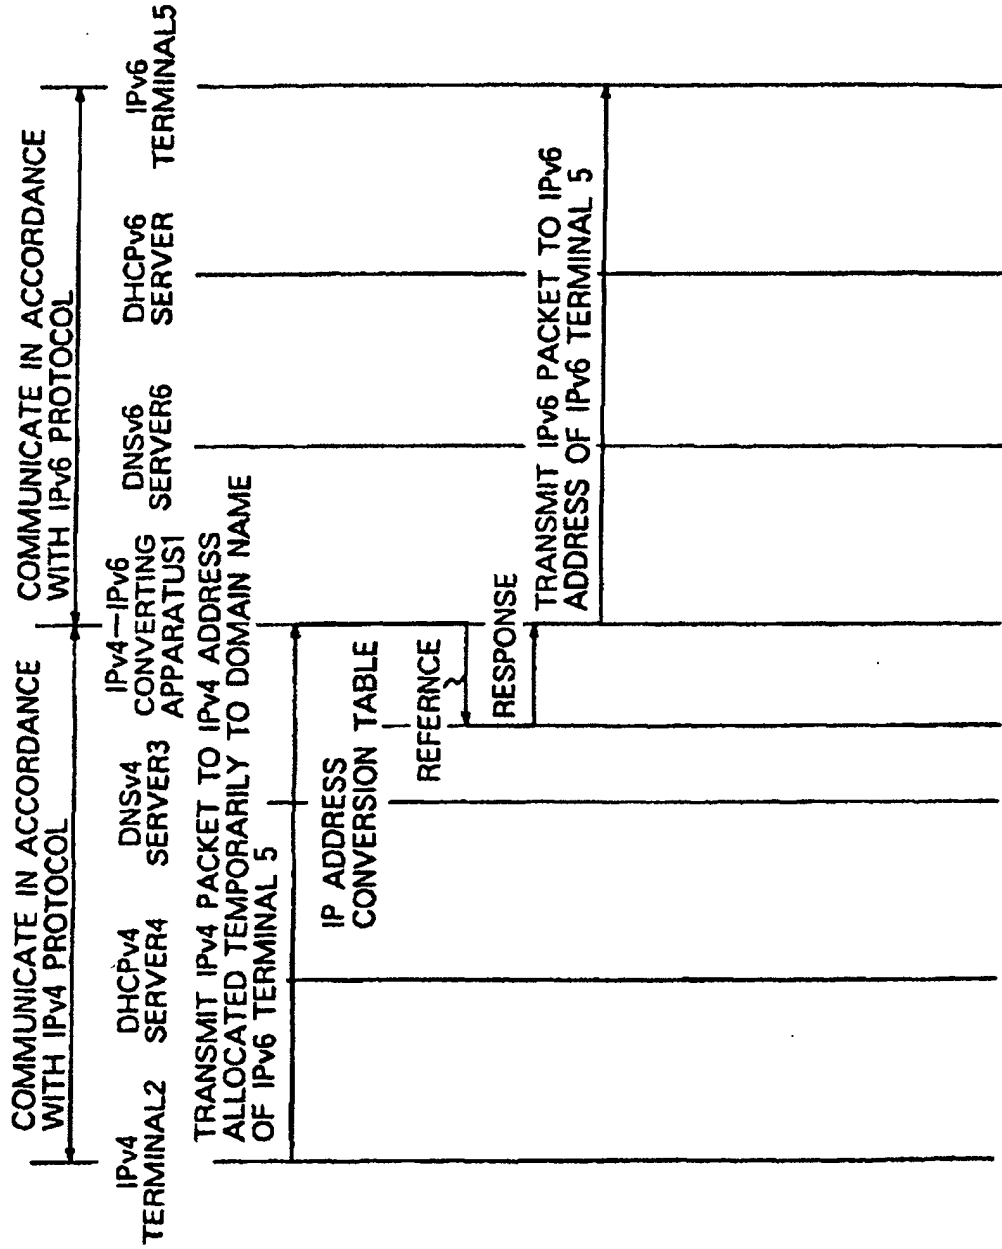 COMMUNICATE IN ACCORDANCE
WITH IPv4 PROTOCOL
COMMUNICATE IN ACCORDANCE
WITH IPv6 PROTOCOL
IPv4
TERMINAL2
DHCPv4
SERVER4
DNSv4
SERVER3
IPv4—IPv6
CONVERTING
APPARATUS1
DNSv6
SERVER6
DHCPv6
SERVER
IPv6
TERMINAL5
TRANSMIT IPv4 PACKET TO IPv4 ADDRESS
ALLOCATED TEMPORARILY TO DOMAIN NAME
OF IPv6 TERMINAL 5
IP ADDRESS
CONVERSION TABLE
REFERNCE
RESPONSE
TRANSMIT IPv6 PACKET TO IPv6
ADDRESS OF IPv6 TERMINAL 5